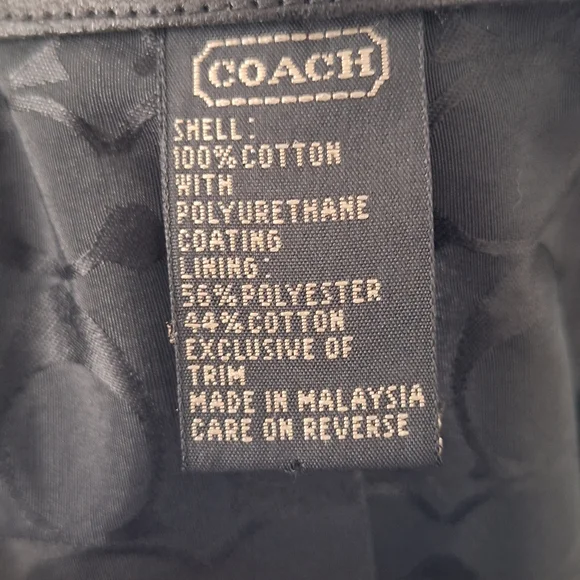 COACH
SHELL:
100% COTTON
WITH
POLYURETHANE
COATING
LINING:
56% POLYESTER
44% COTTON
EXCLUSIVE OF
TRIM
MADE IN MALAYSIA
CARE ON REVERSE